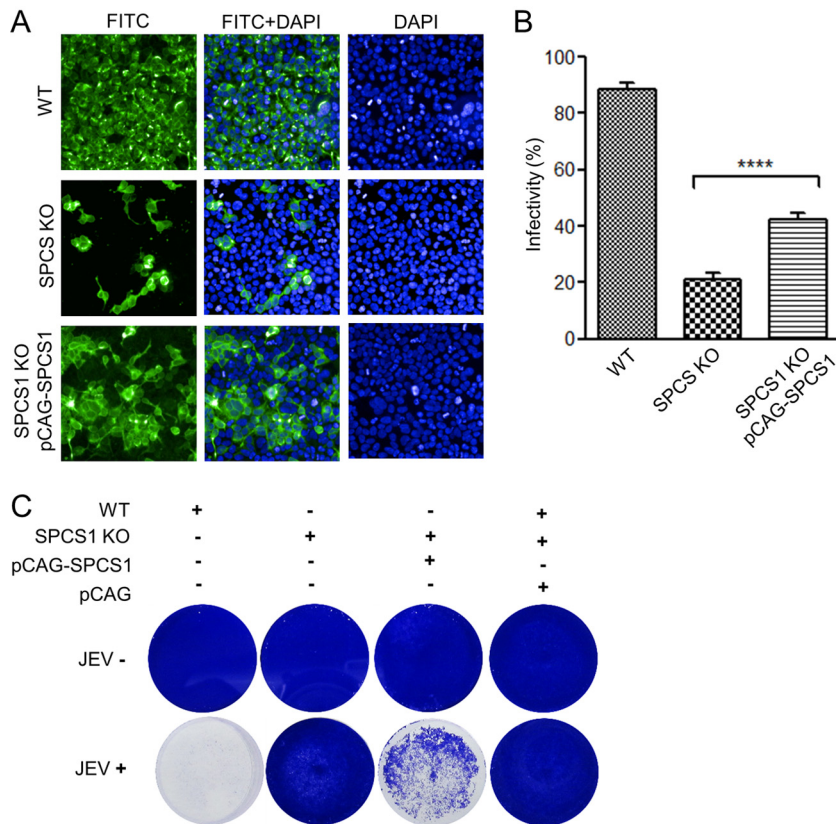 A
FITC
FITC+DAPI
DAPI
WT
SPCS KO
SPCS1 KO
pCAG-SPCS1
B
Infectivity (%)
100
80
60
40
20
0
****
WT
SPCS KO
SPCS1 KO
pCAG-SPCS1
C
WT + - - +
SPCS1 KO - + + +
pCAG-SPCS1 - - + -
pCAG - - - +
JEV -
JEV +